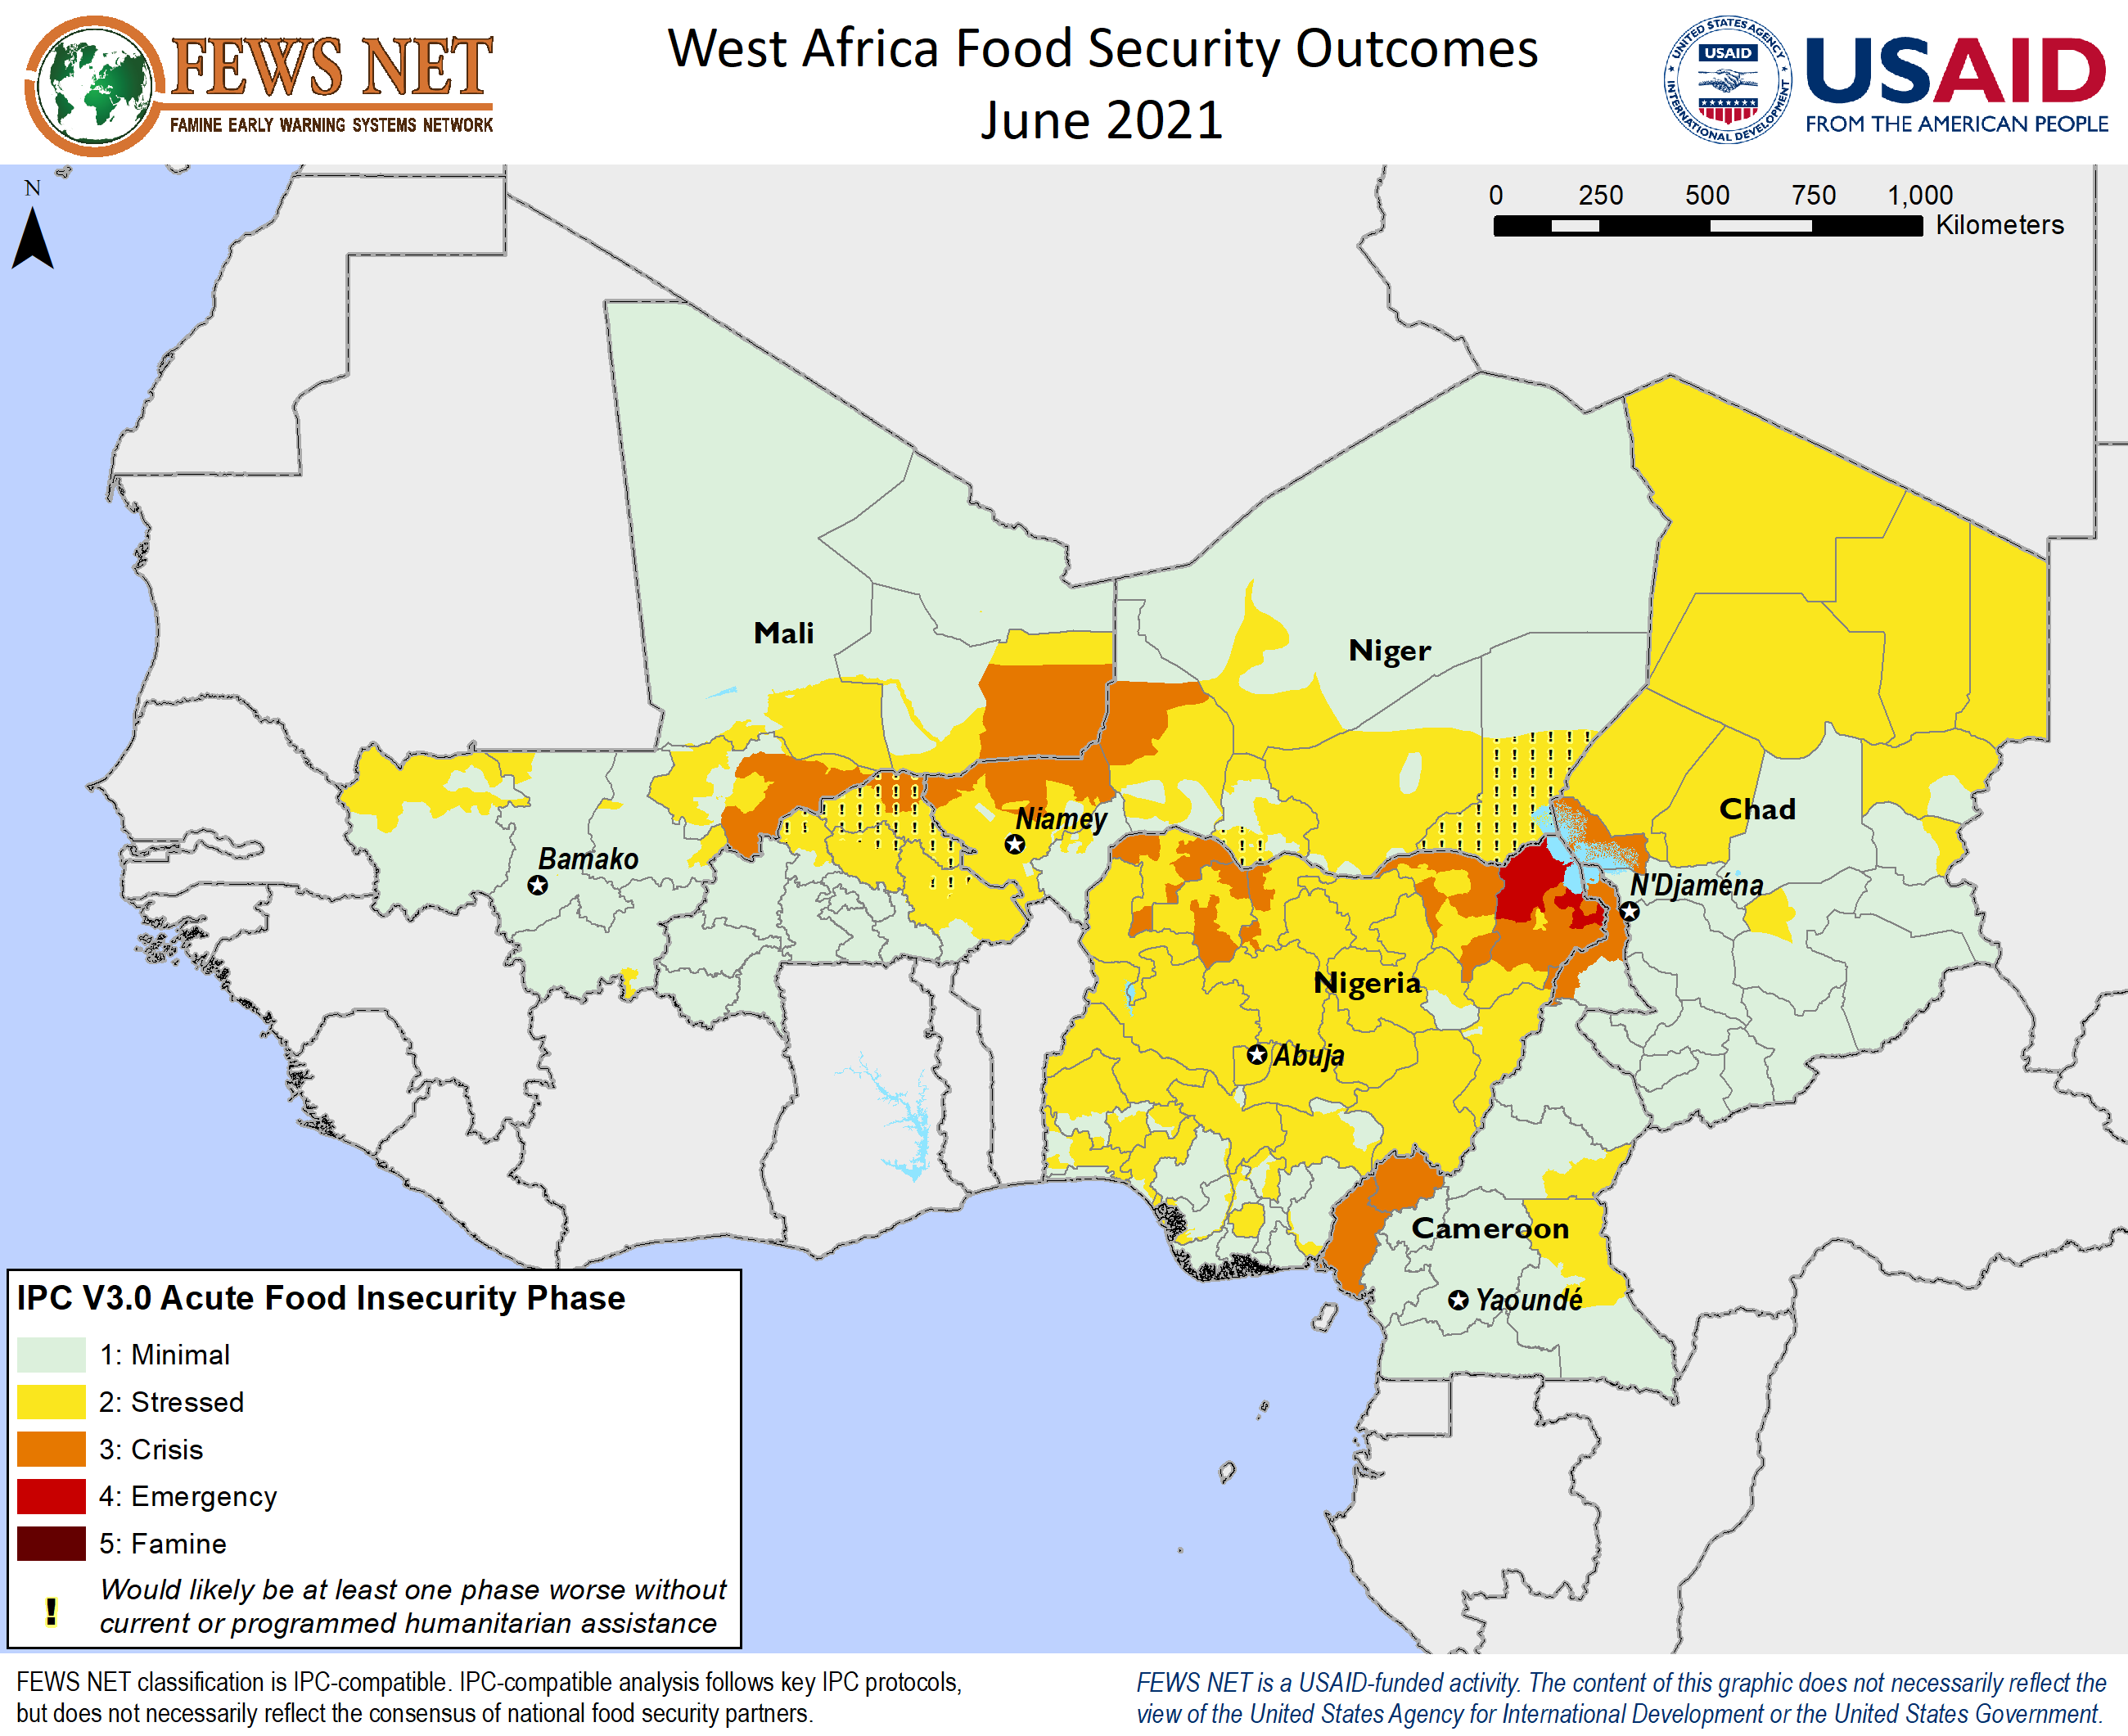 FEWS NET
FAMINE EARLY WARNING SYSTEMS NETWORK
West Africa Food Security Outcomes
June 2021
UNITED STATES AGENCY
USAID
INTERNATIONAL DEVELOPMENT
USAID
FROM THE AMERICAN PEOPLE
N
0 250 500 750 1,000
Kilometers
Mali
Niger
Chad
Niamey
Bamako
N'Djaména
Nigeria
Abuja
Cameroon
Yaoundé
IPC V3.0 Acute Food Insecurity Phase
1: Minimal
2: Stressed
3: Crisis
4: Emergency
5: Famine
! Would likely be at least one phase worse without
current or programmed humanitarian assistance
FEWS NET classification is IPC-compatible. IPC-compatible analysis follows key IPC protocols,
but does not necessarily reflect the consensus of national food security partners.
FEWS NET is a USAID-funded activity. The content of this graphic does not necessarily reflect the
view of the United States Agency for International Development or the United States Government.